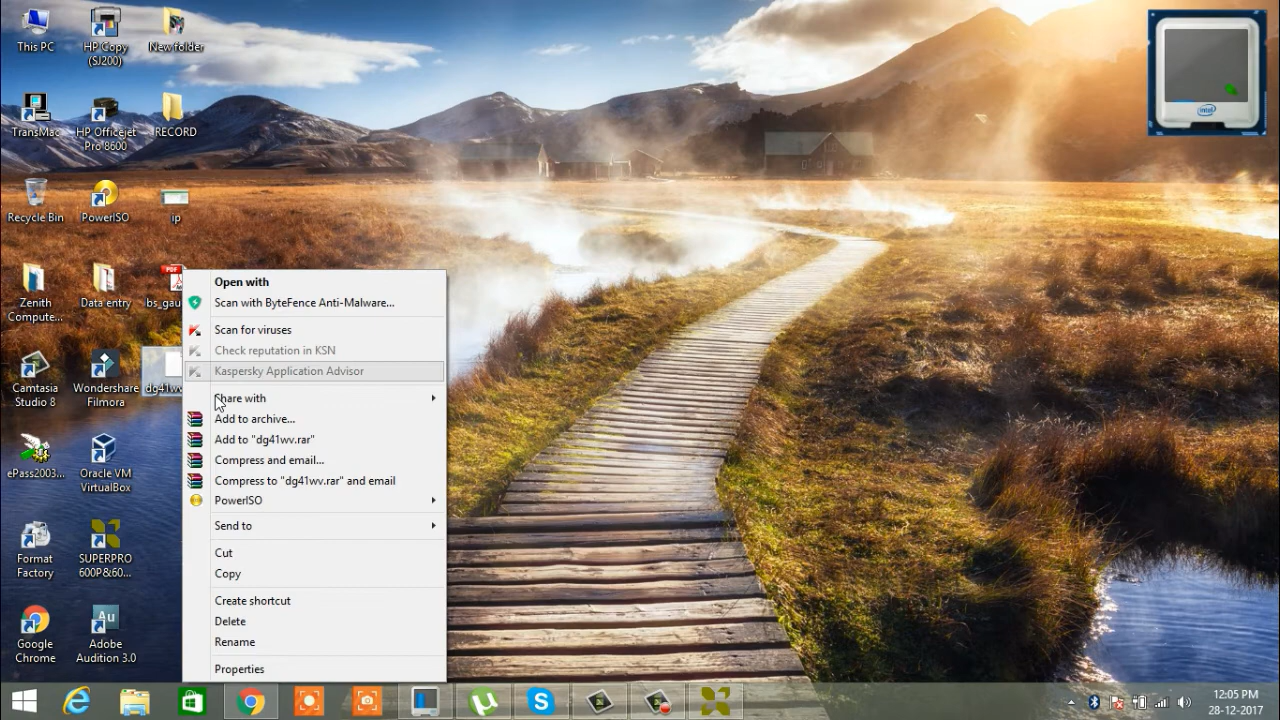 This PC
HP Copy
(SJ200)
New folder
TransMac
HP Officejet
Pro 8600
RECORD
Recycle Bin
PowerISO
ip
Zenith
Compute...
Data entry
PDF
bs_gau
Camtasia
Studio 8
Wondershare
Filmora
dg41wv
ePass2003...
Oracle VM
VirtualBox
Format
Factory
SUPERPRO
600P&60...
Google
Chrome
Au
Adobe
Audition 3.0
Open with
Scan with ByteFence Anti-Malware...
Scan for viruses
Check reputation in KSN
Kaspersky Application Advisor
Share with
Add to archive...
Add to "dg41wv.rar"
Compress and email...
Compress to "dg41wv.rar" and email
PowerISO
Send to
Cut
Copy
Create shortcut
Delete
Rename
Properties
intel
12:05 PM
28-12-2017